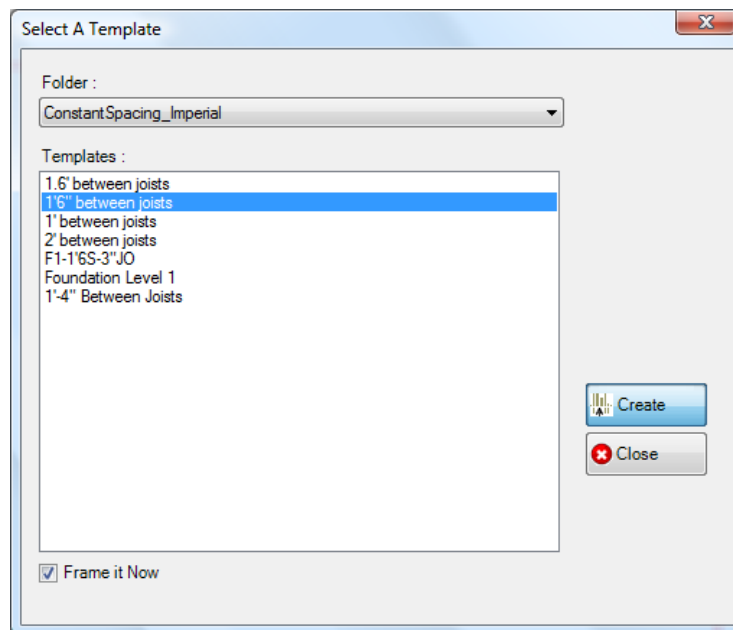 Select A Template
Folder :
ConstantSpacing_Imperial
Templates :
1.6' between joists
1'6'' between joists
1' between joists
2' between joists
F1-1'6S-3''JO
Foundation Level 1
1'-4'' Between Joists
Create
Close
Frame it Now